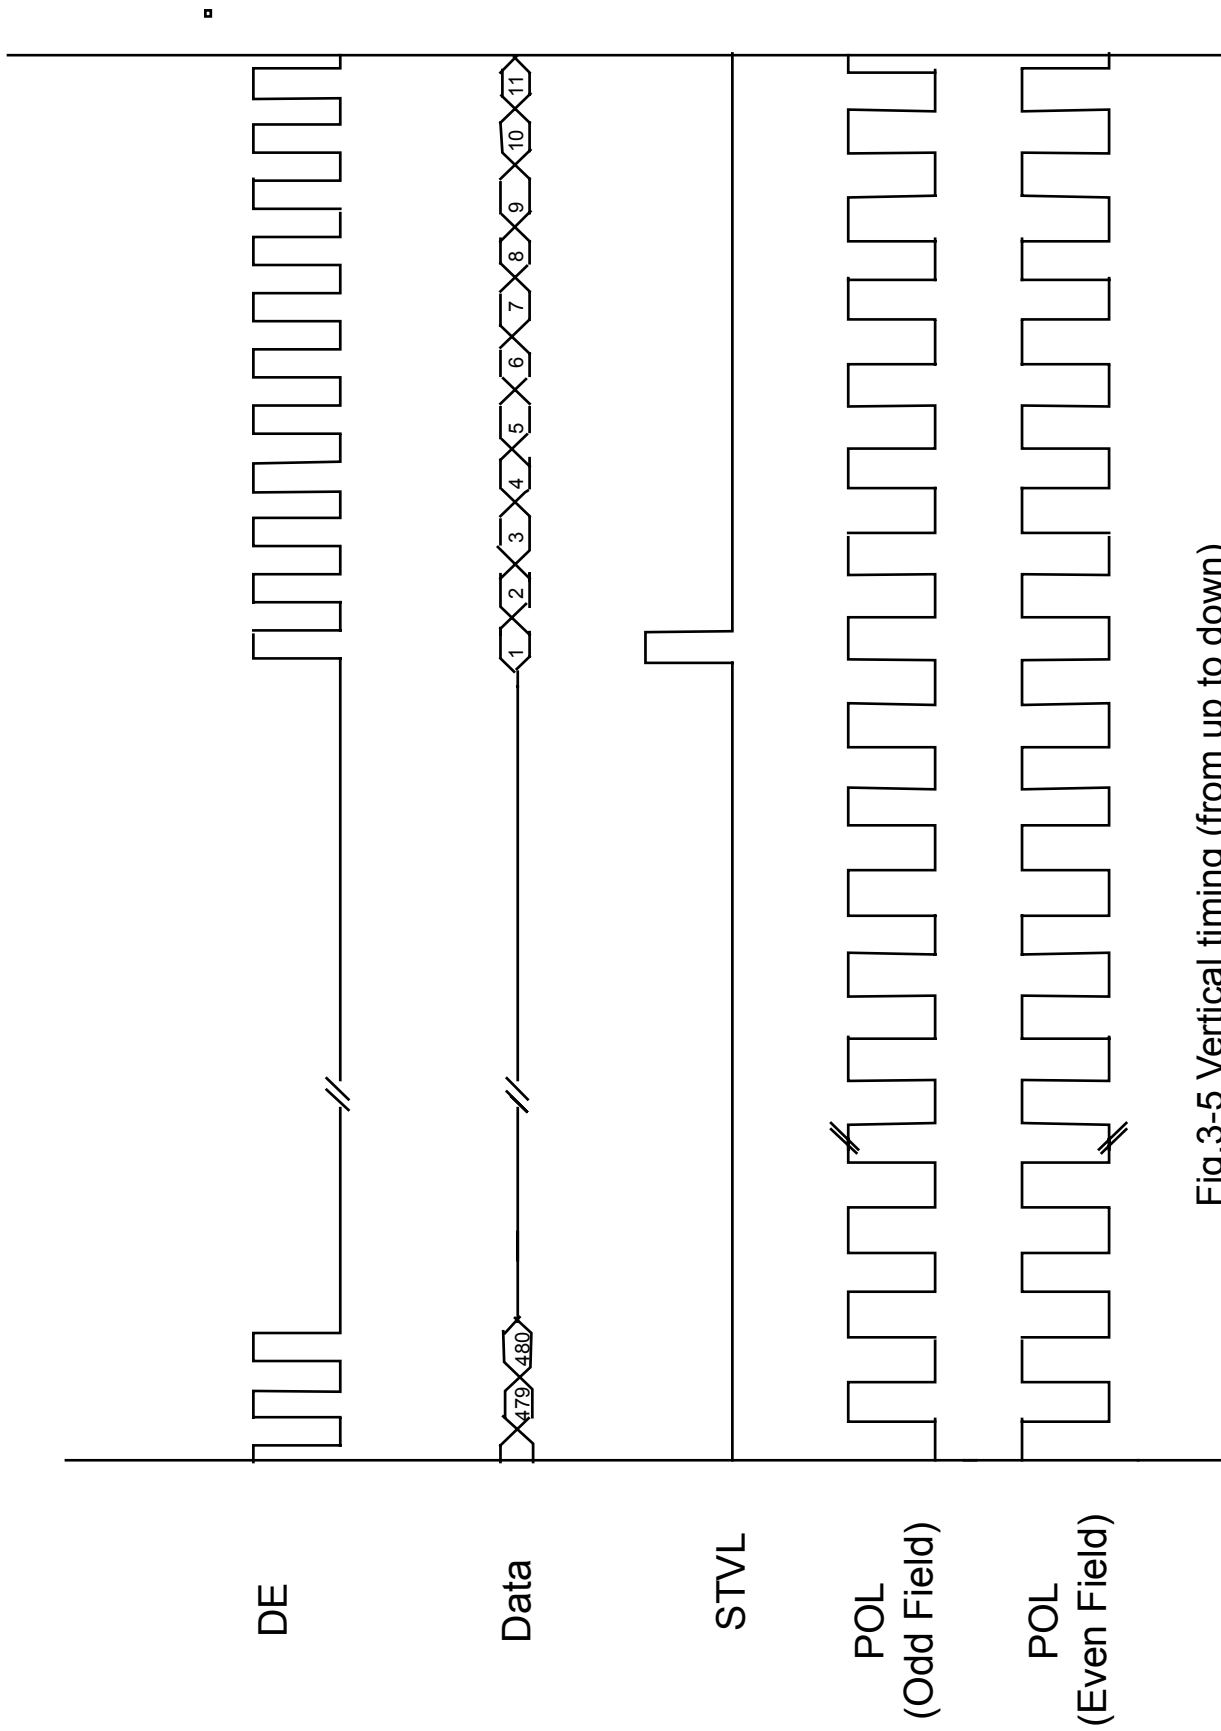 DE
479
480
1
2
3
4
5
6
7
8
9
10
11
Data
STVL
POL
(Odd Field)
POL
(Even Field)
Fig.3-5 Vertical timing (from up to down)